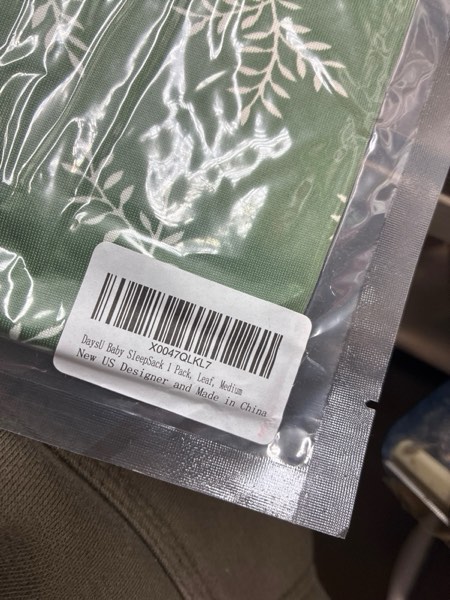 X0047QLKL7
DaysU Baby SleepSack 1 Pack, Leaf, Medium
New US Designer and Made in China